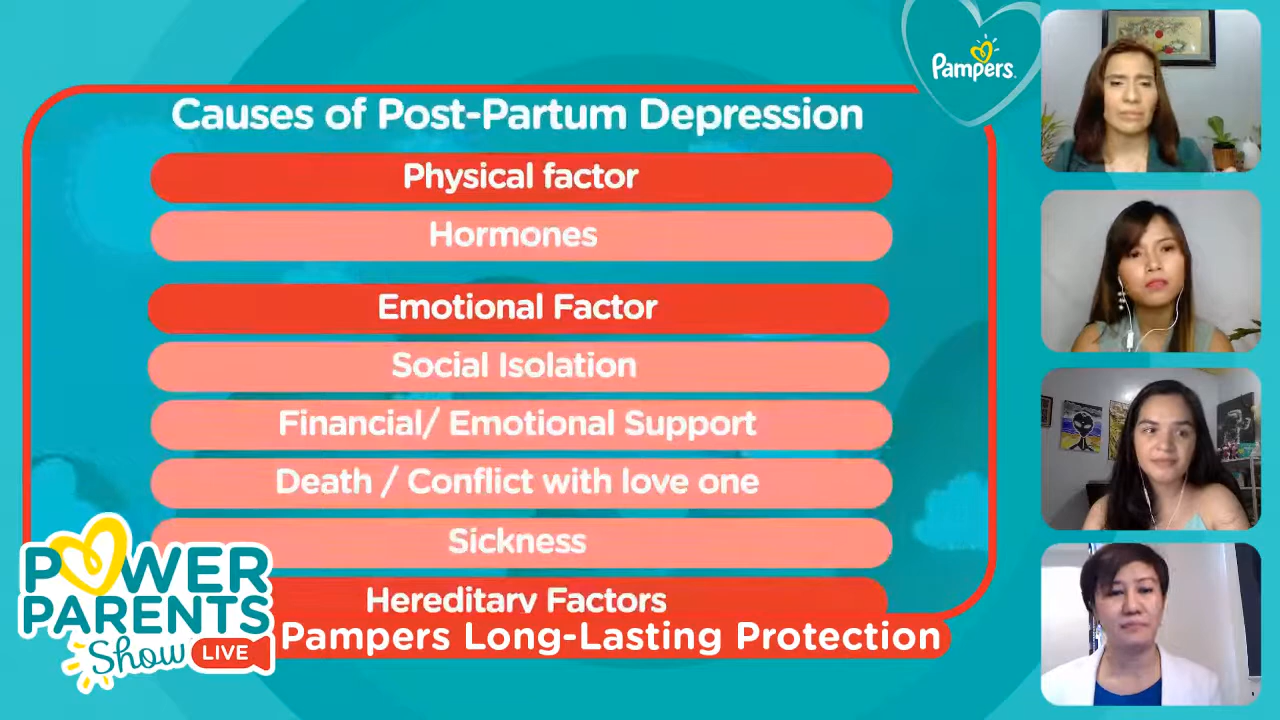 Pampers.
Causes of Post-Partum Depression
Physical factor
Hormones
Emotional Factor
Social Isolation
Financial/ Emotional Support
Death / Conflict with love one
Sickness
Hereditary Factors
Pampers Long-Lasting Protection
POWER
PARENTS
Show LIVE